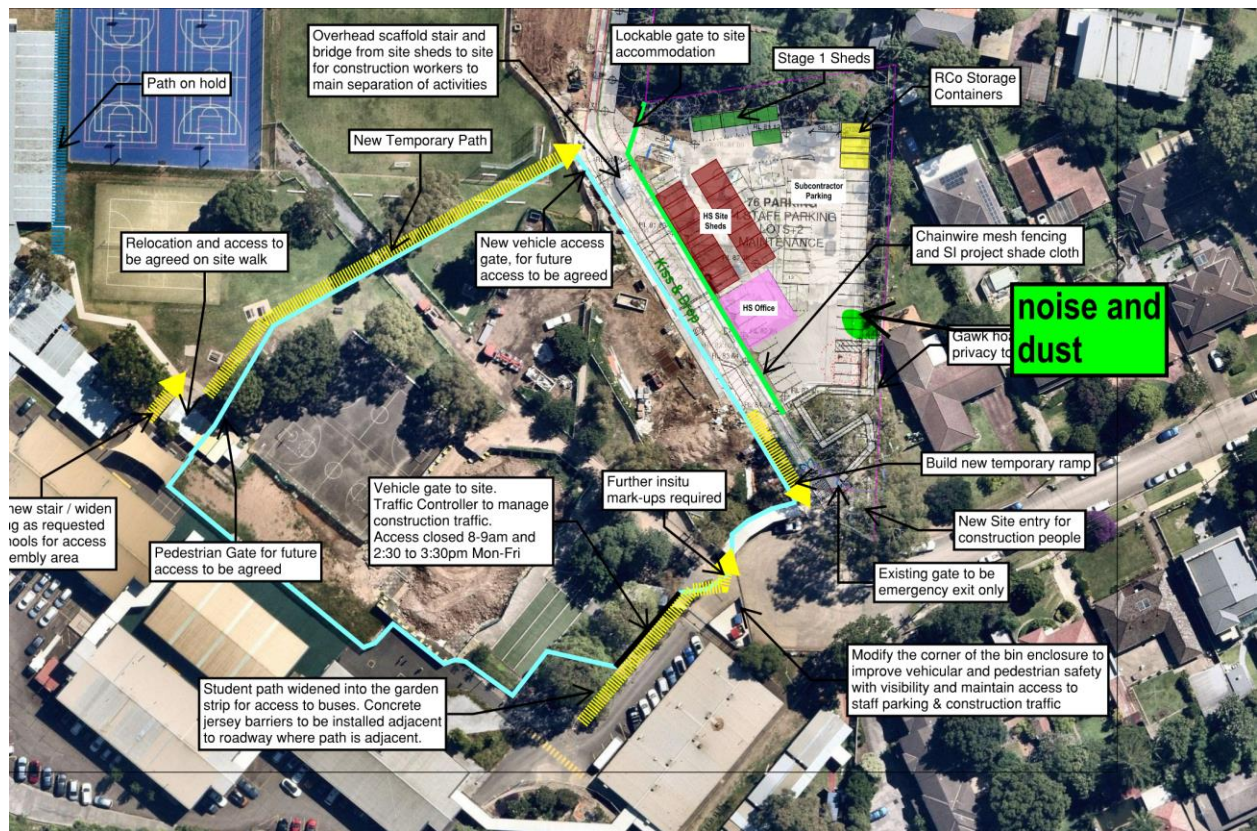 Overhead scaffold stair and
bridge from site sheds to site
for construction workers to
main separation of activities
Lockable gate to site
accommodation
Stage 1 Sheds
RCo Storage
Containers
Path on hold
New Temporary Path
Subcontractor
Parking
76 PARKING
STAFF PARKING
LOTS+2
MAINTENANCE
HS Site
Sheds
Relocation and access to
be agreed on site walk
New vehicle access
gate, for future
access to be agreed
Kiss & Drop
HS Office
Chainwire mesh fencing
and SI project shade cloth
noise and
dust
Gawk
privacy
Build new temporary ramp
Further insitu
mark-ups required
Vehicle gate to site.
Traffic Controller to manage
construction traffic.
Access closed 8-9am and
2:30 to 3:30pm Mon-Fri
new stair / widen
as requested
for access
area
Pedestrian Gate for future
access to be agreed
New Site entry for
construction people
Existing gate to be
emergency exit only
Modify the corner of the bin enclosure to
improve vehicular and pedestrian safety
with visibility and maintain access to
staff parking & construction traffic
Student path widened into the garden
strip for access to buses. Concrete
jersey barriers to be installed adjacent
to roadway where path is adjacent.